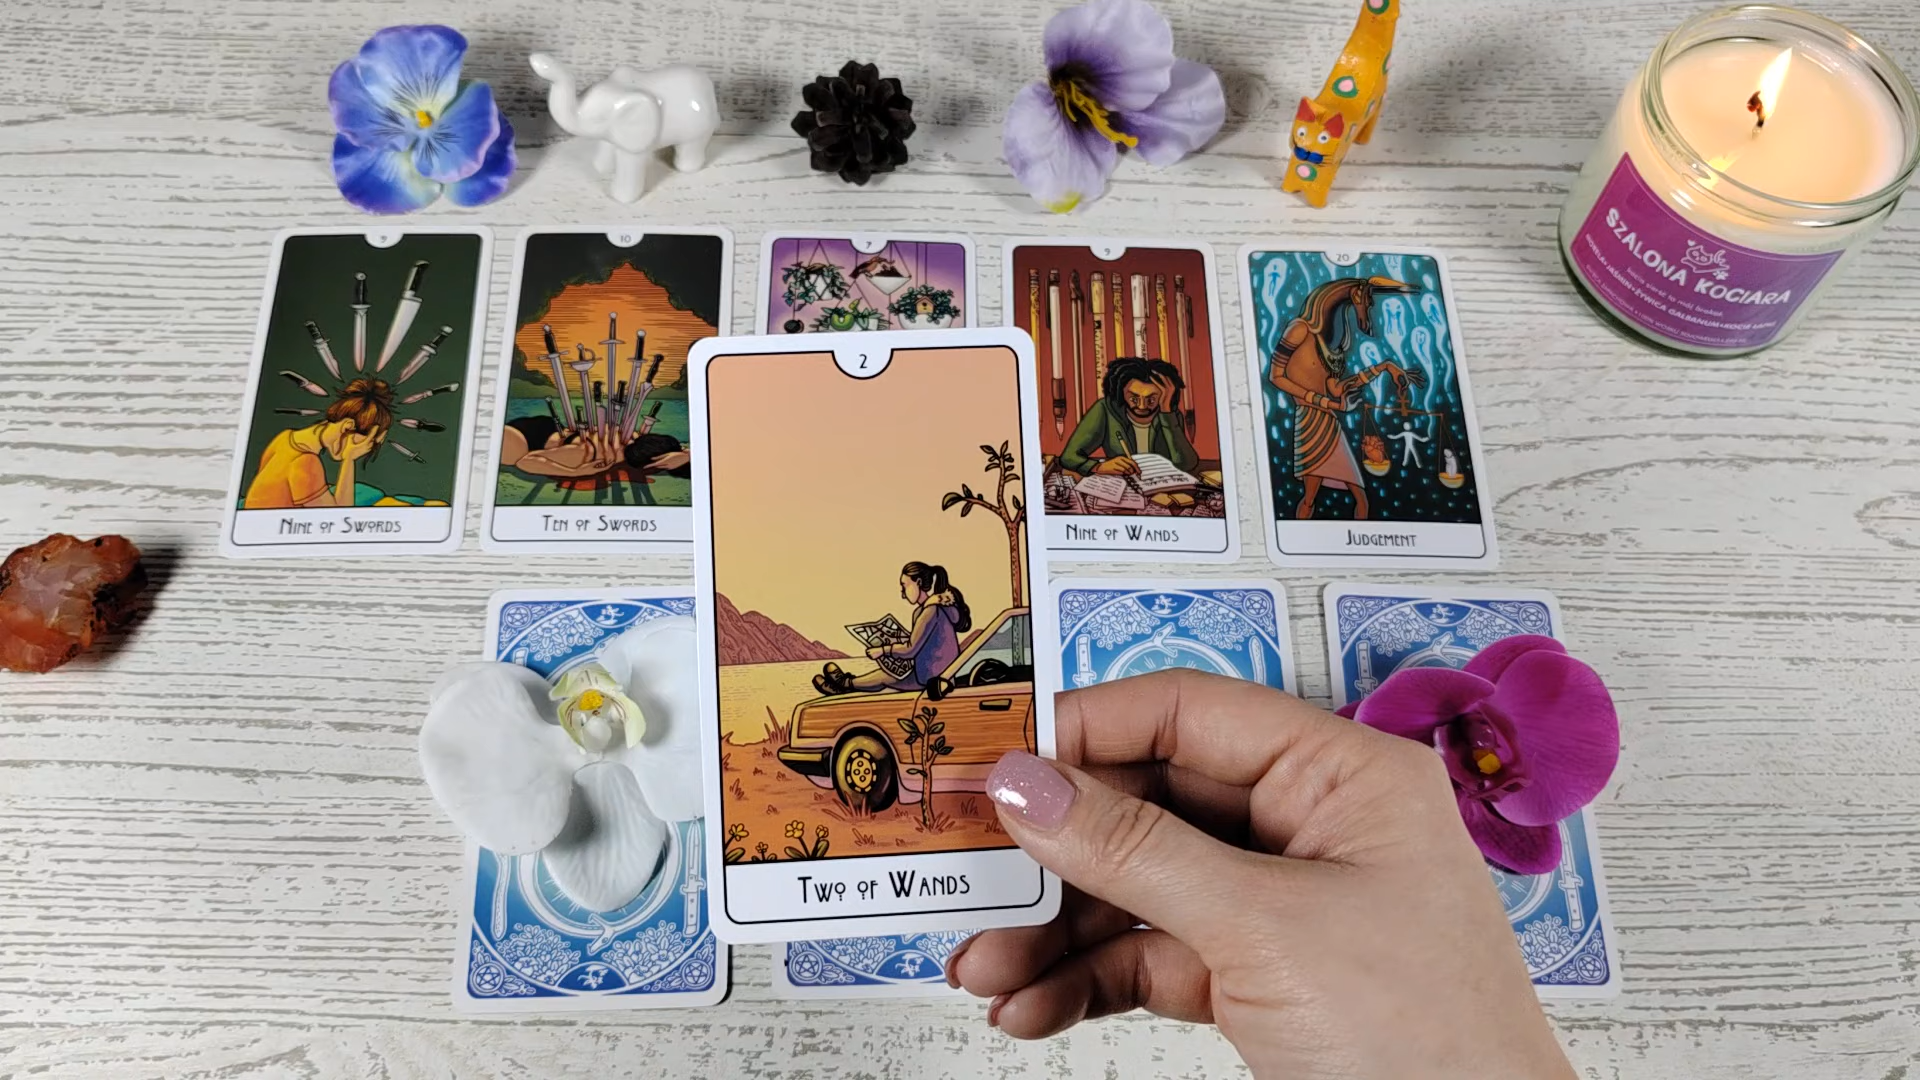 9
10
7
9
20
NINE OF SWORDS
TEN OF SWORDS
NINE OF WANDS
JUDGEMENT
2
TWO OF WANDS
SZALONA KOCIARA